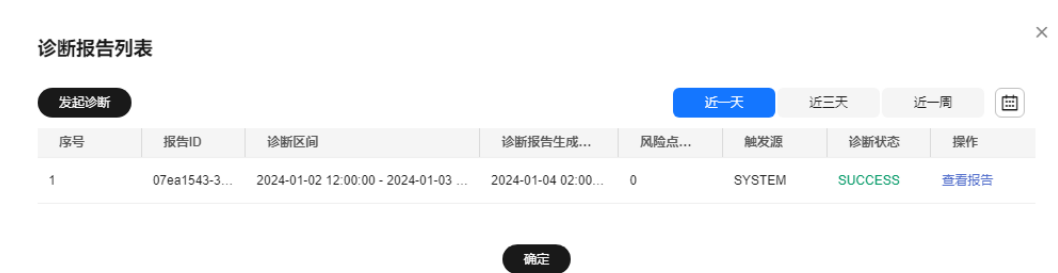 诊断报告列表
发起诊断 近一天 近三天 近一周
序号 报告ID 诊断区间 诊断报告生成... 风险点... 触发源 诊断状态 操作
1 07ea1543-3... 2024-01-02 12:00:00 - 2024-01-03 ... 2024-01-04 02:00... 0 SYSTEM SUCCESS 查看报告
确定